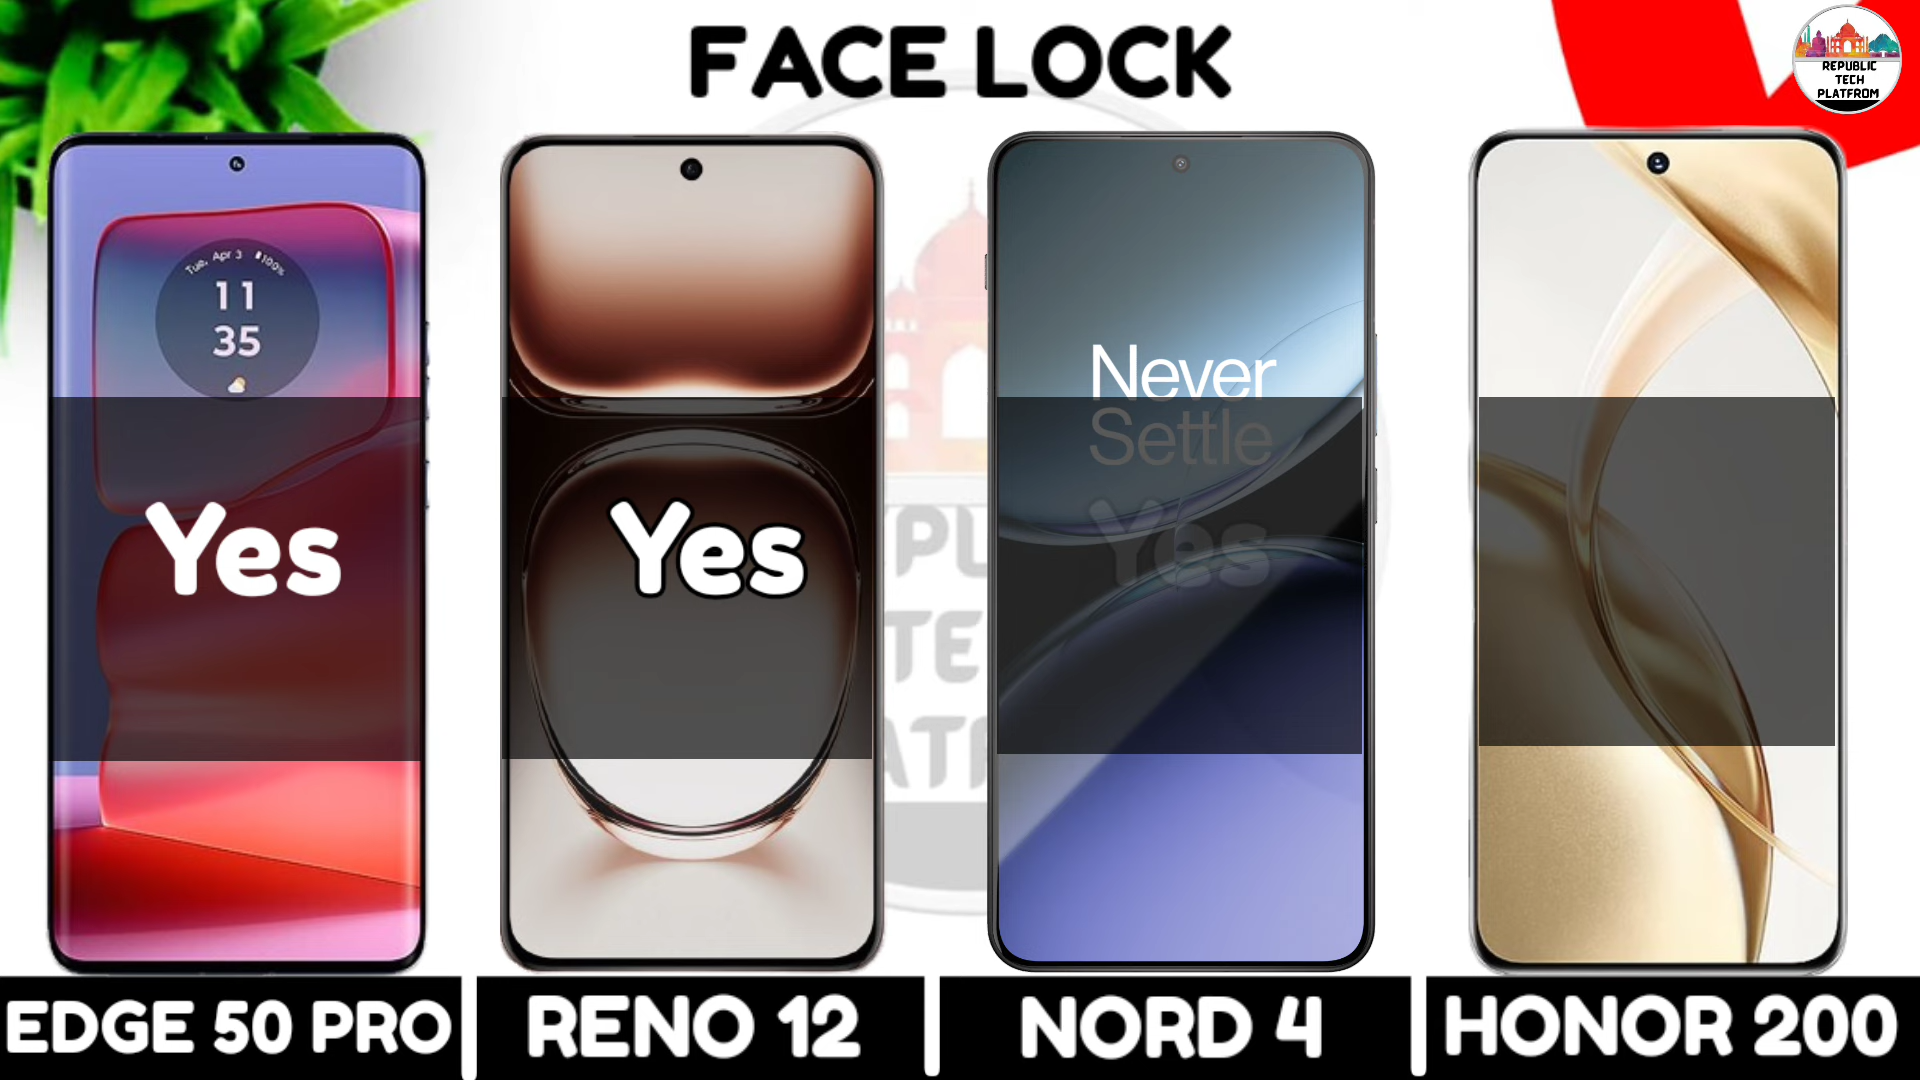 FACE LOCK
REPUBLIC
TECH
PLATFROM
Tue, Apr 3 100%
11
35
Never
Settle
Yes
Yes
Yes
EDGE 50 PRO
RENO 12
NORD 4
HONOR 200